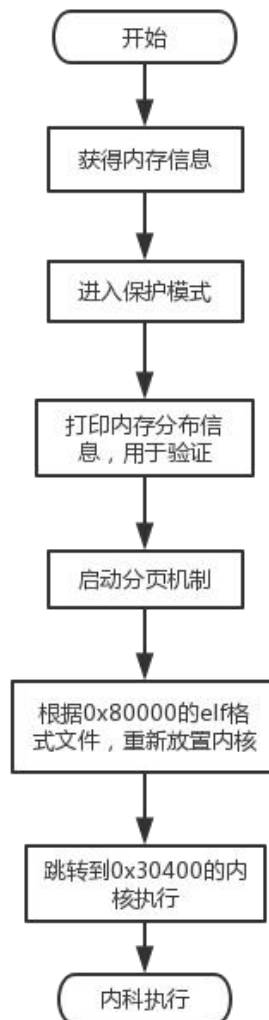 开始
获得内存信息
进入保护模式
打印内存分布信
息，用于验证
启动分页机制
根据0x80000的elf格
式文件，重新放置内核
跳转到0x30400的内
核执行
内科执行